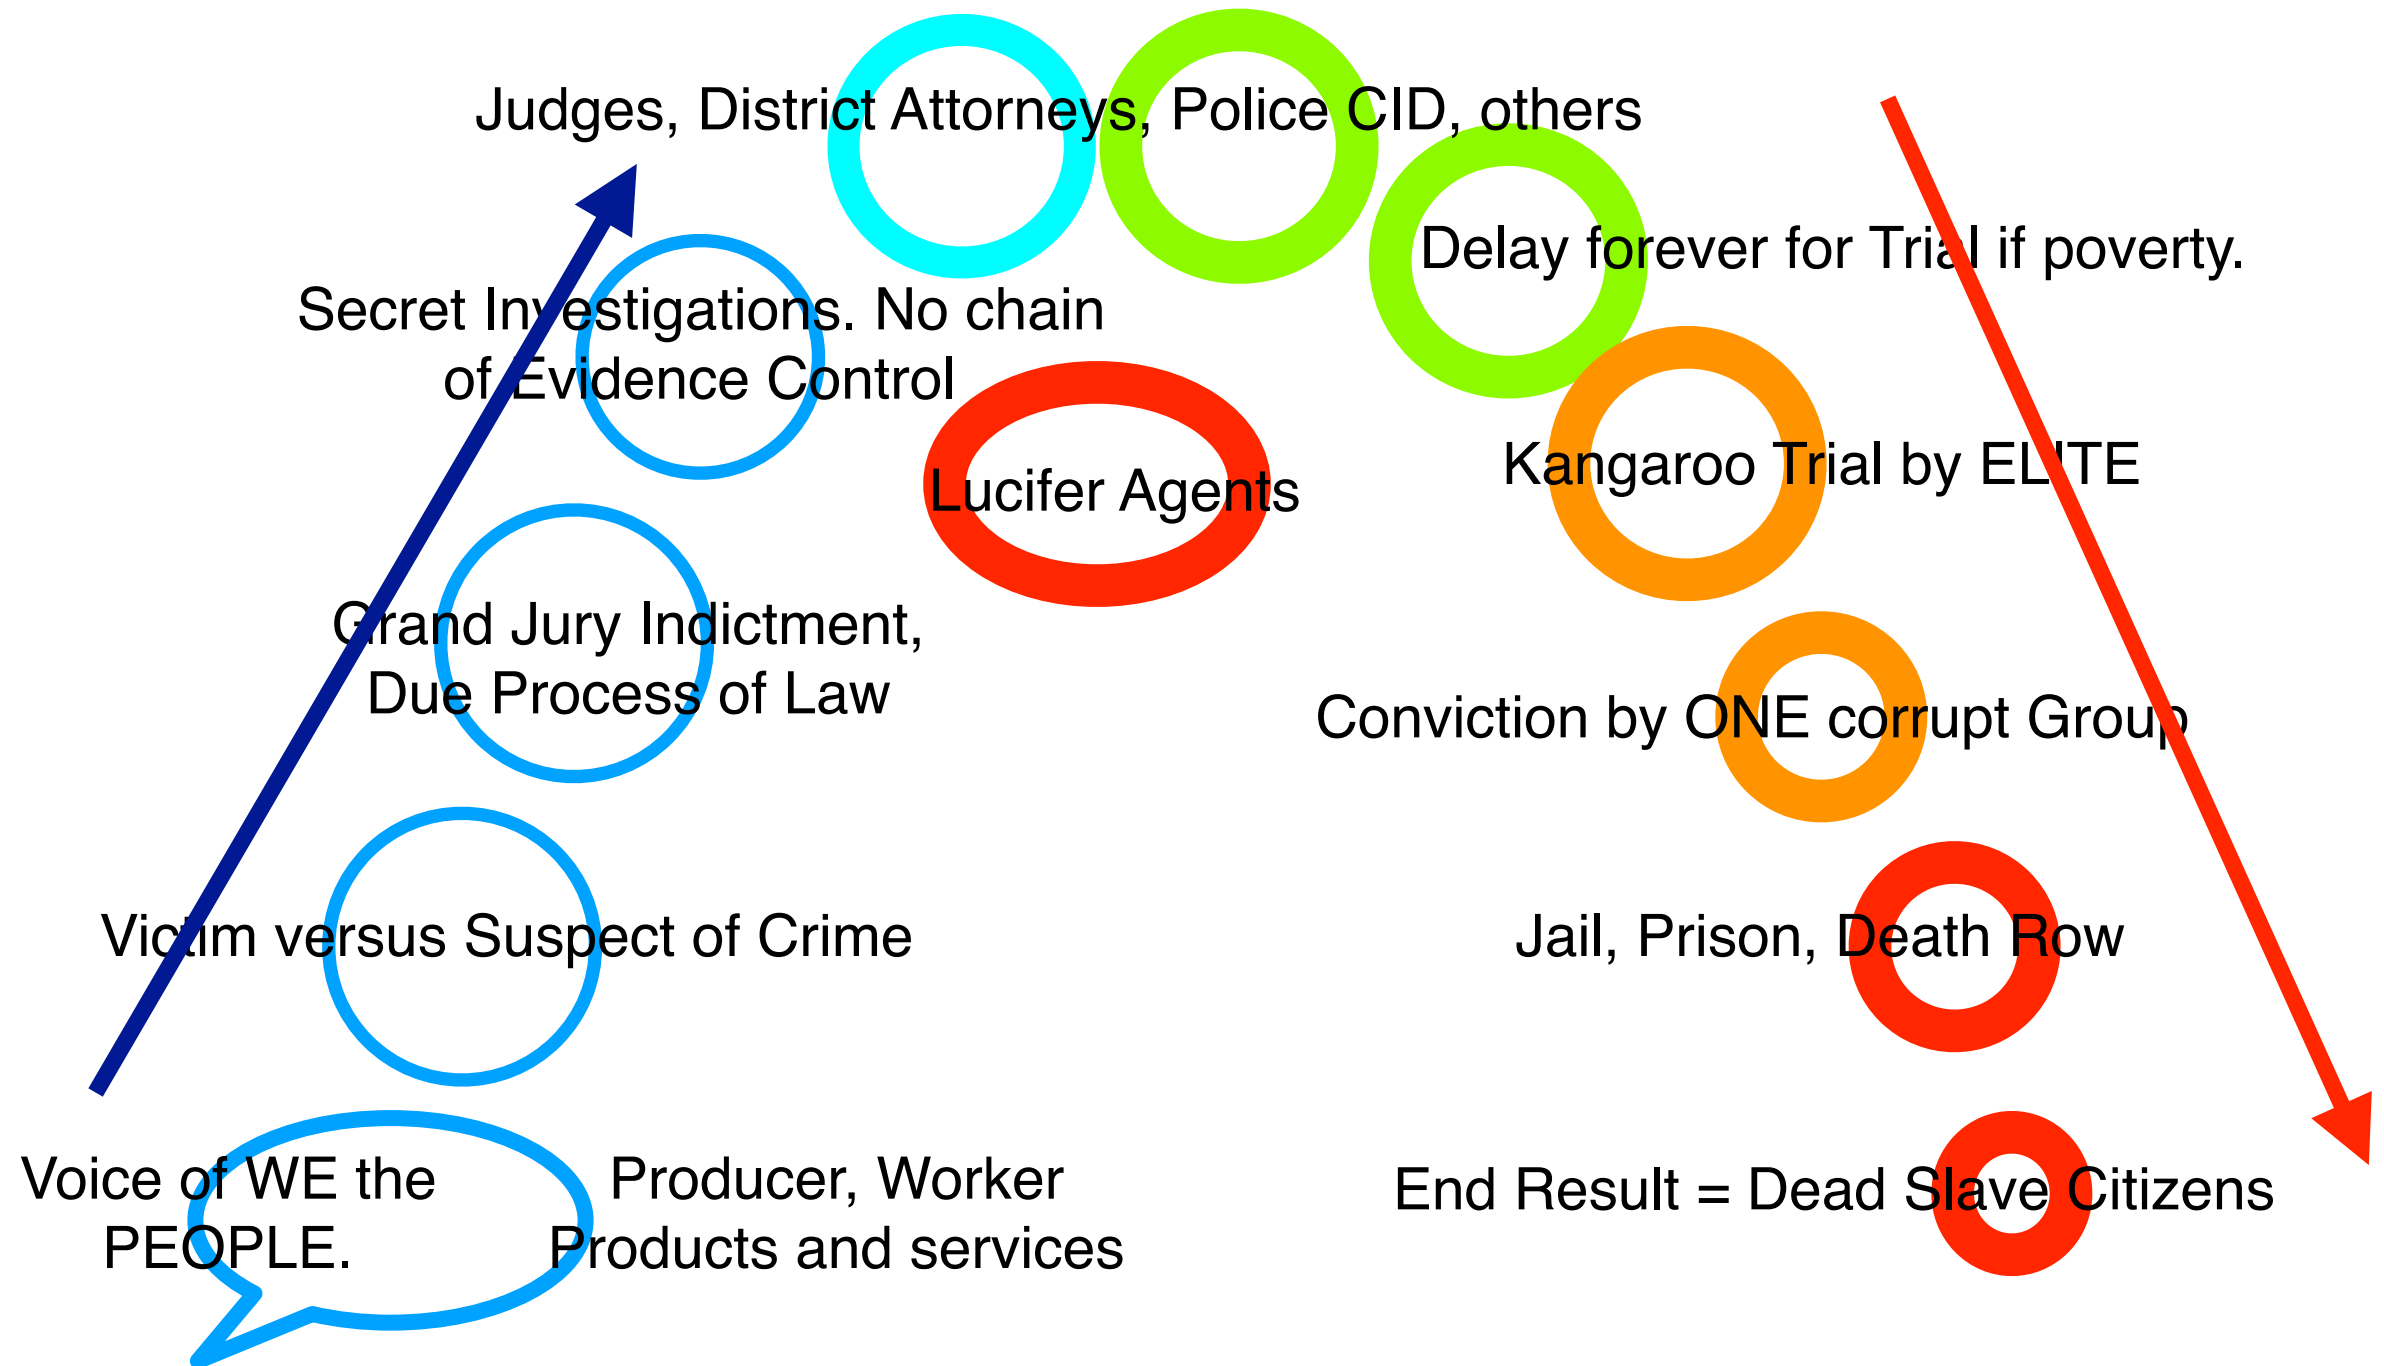 Judges, District Attorneys, Police CID, others
Secret Investigations. No chain
of Evidence Control
Lucifer Agents
Grand Jury Indictment,
Due Process of Law
Victim versus Suspect of Crime
Voice of WE the
PEOPLE.
Producer, Worker
Products and services
Delay forever for Trial if poverty.
Kangaroo Trial by ELITE
Conviction by ONE corrupt Group
Jail, Prison, Death Row
End Result = Dead Slave Citizens